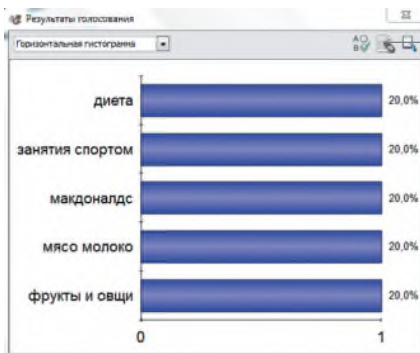 Результаты голосования
Горизонтальная гистограмма
диета
20,0%
занятия спортом
20,0%
макдоналдс
20,0%
мясо молоко
20,0%
фрукты и овщи
20,0%
0 1